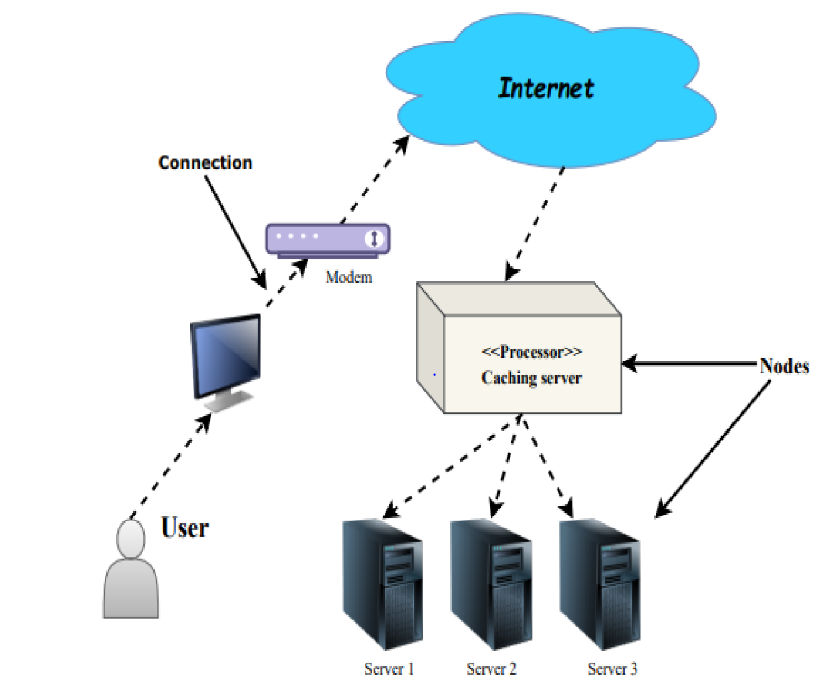 Internet
Connection
Modem
<<Processor>>
Caching server
Nodes
User
Server 1
Server 2
Server 3